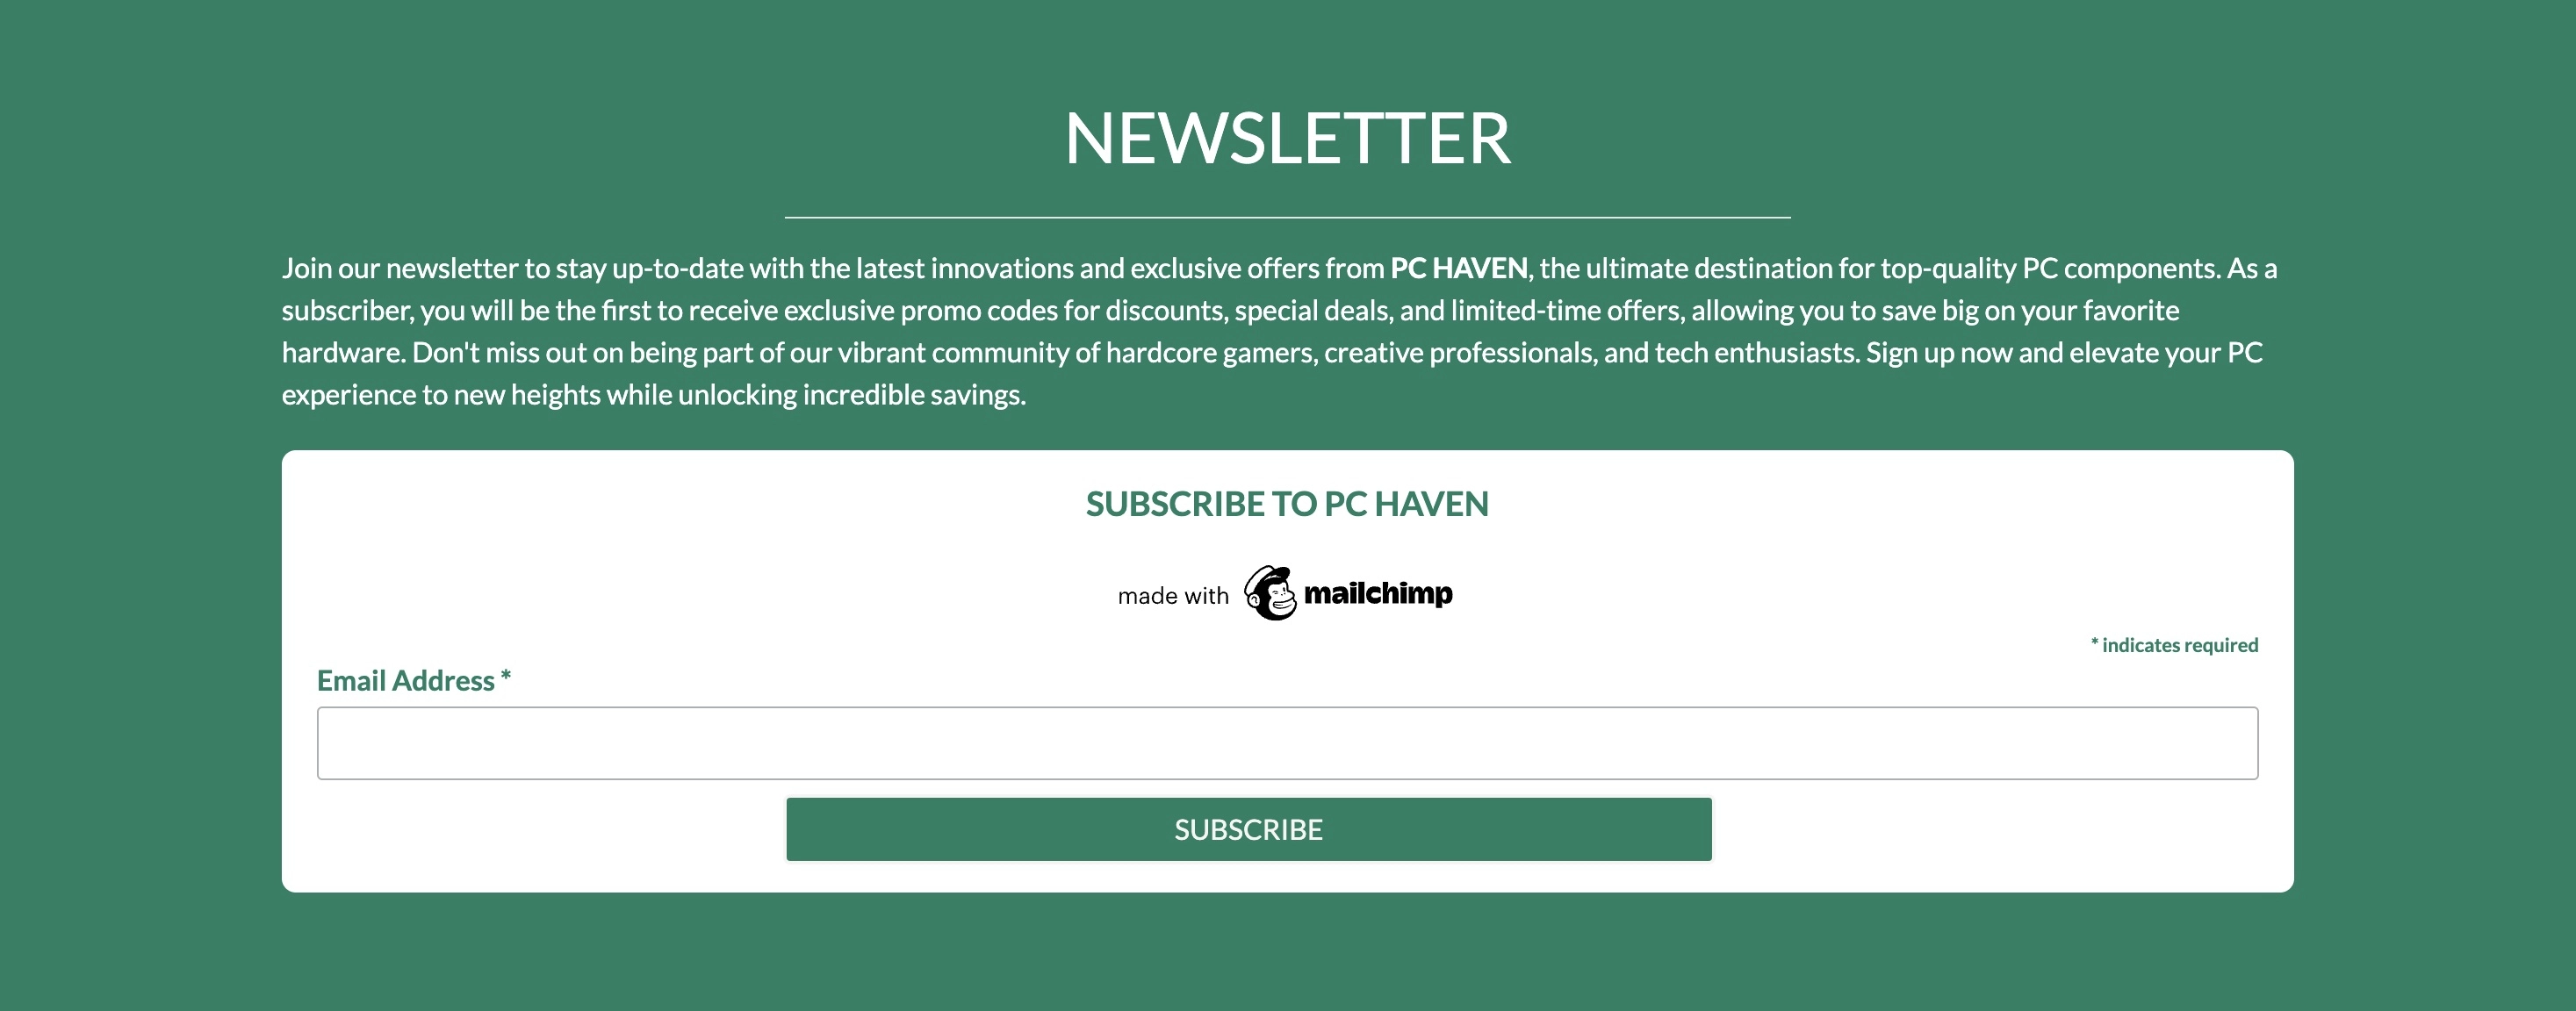 NEWSLETTER
Join our newsletter to stay up-to-date with the latest innovations and exclusive offers from PC HAVEN, the ultimate destination for top-quality PC components. As a
subscriber, you will be the first to receive exclusive promo codes for discounts, special deals, and limited-time offers, allowing you to save big on your favorite
hardware. Don't miss out on being part of our vibrant community of hardcore gamers, creative professionals, and tech enthusiasts. Sign up now and elevate your PC
experience to new heights while unlocking incredible savings.
SUBSCRIBE TO PC HAVEN
made with mailchimp
* indicates required
Email Address *
SUBSCRIBE